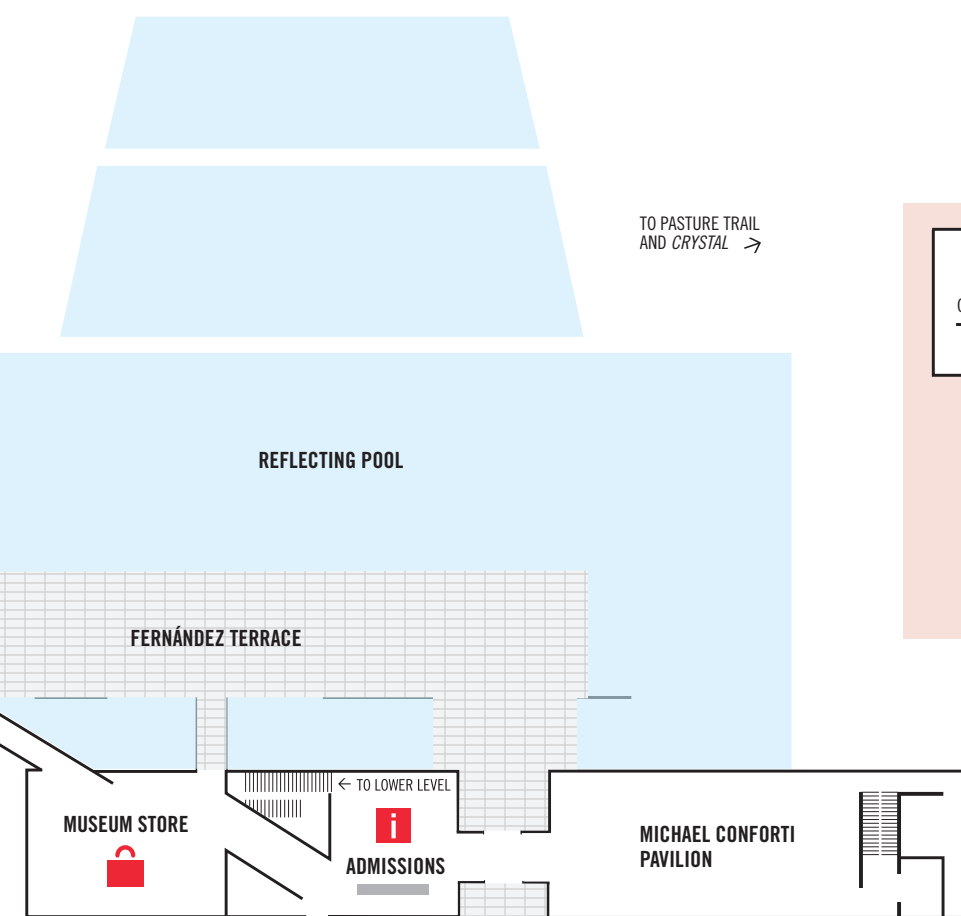 TO PASTURE TRAIL
AND CRYSTAL
REFLECTING POOL
FERNÁNDEZ TERRACE
TO LOWER LEVEL
MUSEUM STORE
i
ADMISSIONS
MICHAEL CONFORTI
PAVILION